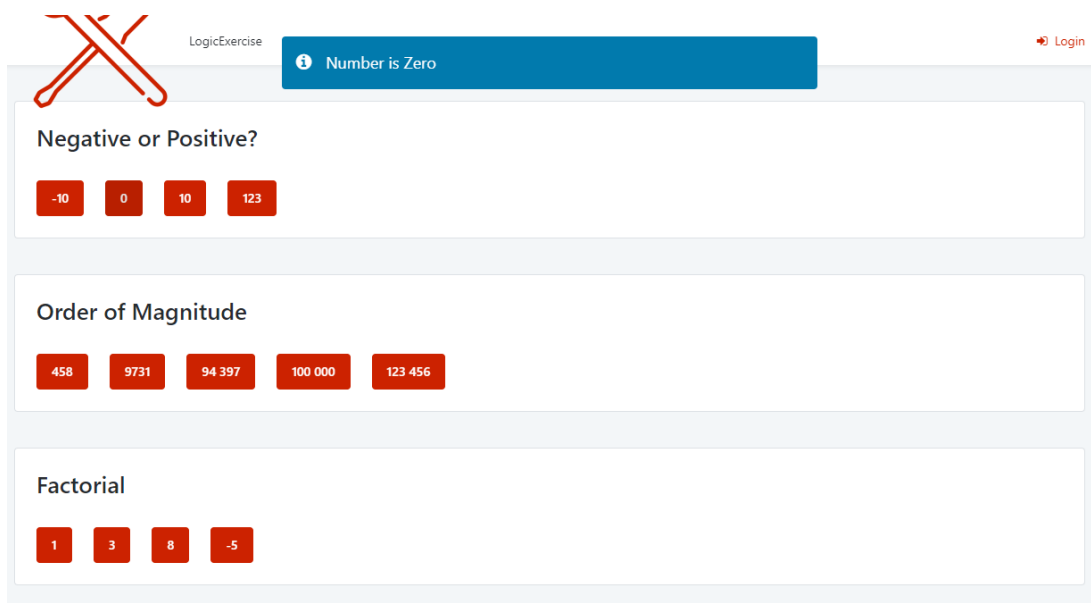 LogicExercise
Number is Zero
Login
Negative or Positive?
-10 0 10 123
Order of Magnitude
458 9731 94 397 100 000 123 456
Factorial
1 3 8 -5